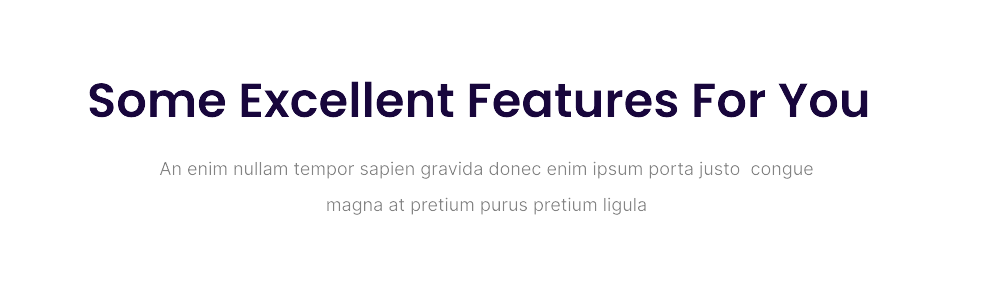 Some Excellent Features For You
An enim nullam tempor sapien gravida donec enim ipsum porta justo  congue
magna at pretium purus pretium ligula